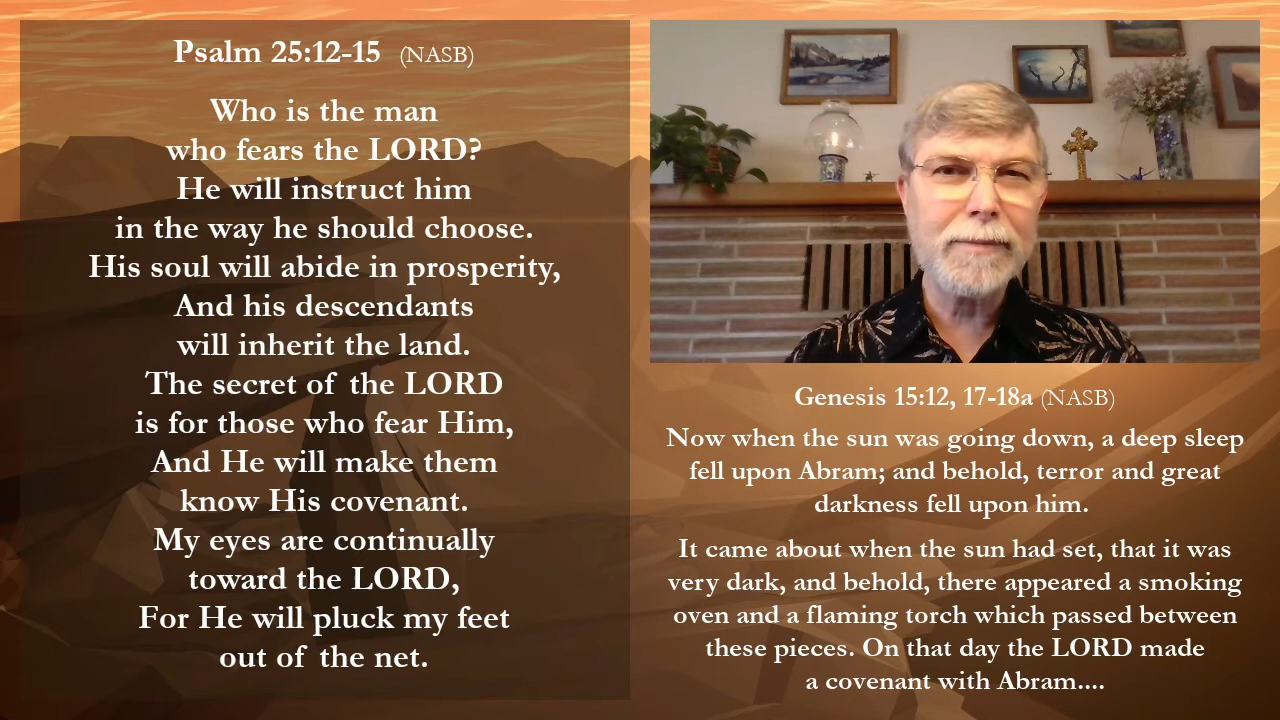 Psalm 25:12-15 (NASB)
Who is the man
who fears the LORD?
He will instruct him
in the way he should choose.
His soul will abide in prosperity,
And his descendants
will inherit the land.
The secret of the LORD
is for those who fear Him,
And He will make them
know His covenant.
My eyes are continually
toward the LORD,
For He will pluck my feet
out of the net.
Genesis 15:12, 17-18a (NASB)
Now when the sun was going down, a deep sleep
fell upon Abram; and behold, terror and great
darkness fell upon him.
It came about when the sun had set, that it was
very dark, and behold, there appeared a smoking
oven and a flaming torch which passed between
these pieces. On that day the LORD made
a covenant with Abram....